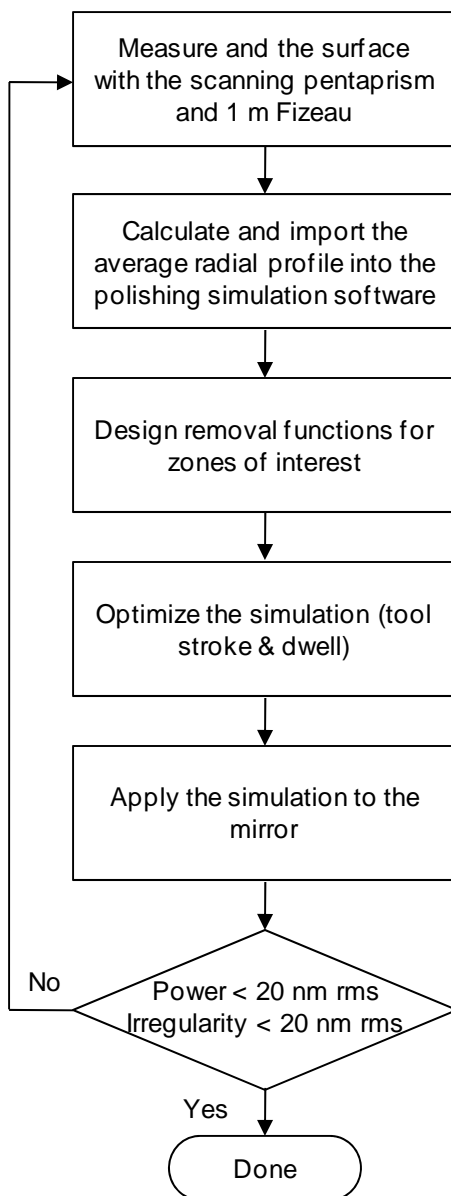 Measure and the surface
with the scanning pentaprism
and 1 m Fizeau
Calculate and import the
average radial profile into the
polishing simulation software
Design removal functions for
zones of interest
Optimize the simulation (tool
stroke & dwell)
Apply the simulation to the
mirror
No
Power < 20 nm rms
Irregularity < 20 nm rms
Yes
Done